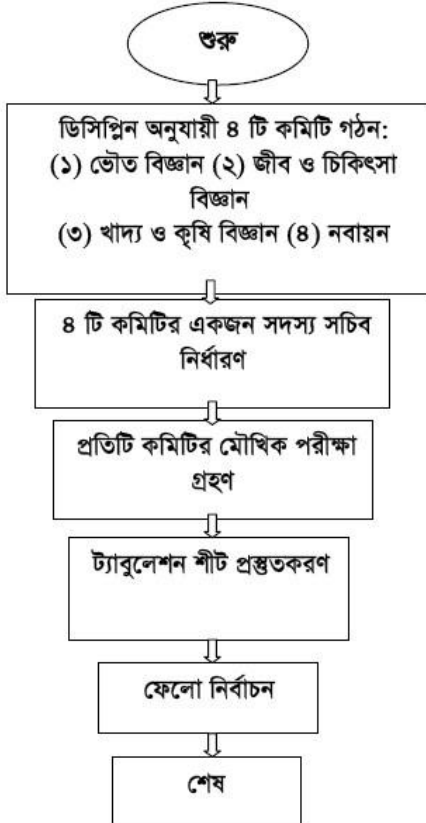 শুরু
ডিসিপ্লিন অনুযায়ী ৪ টি কমিটি গঠন:
(১) ভৌত বিজ্ঞান (২) জীব ও চিকিৎসা
বিজ্ঞান
(৩) খাদ্য ও কৃষি বিজ্ঞান (৪) নবায়ন
৪ টি কমিটির একজন সদস্য সচিব
নির্ধারণ
প্রতিটি কমিটির মৌখিক পরীক্ষা
গ্রহণ
ট্যাবুলেশন শীট প্রস্তুতকরণ
ফেলো নির্বাচন
শেষ